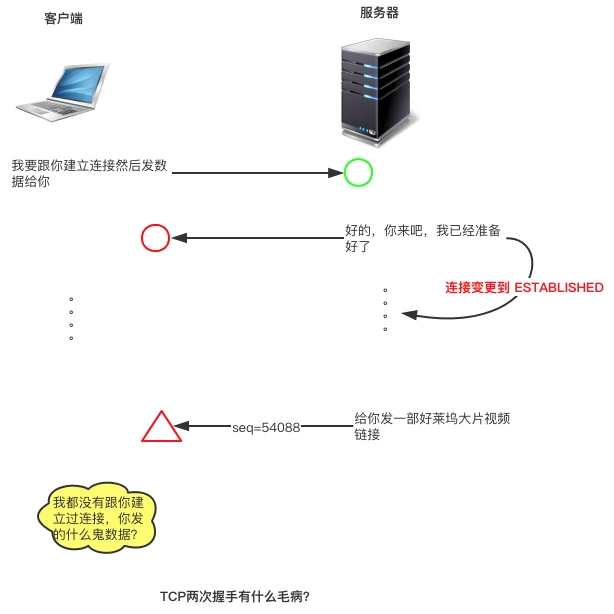 客户端
服务器
我要跟你建立连接然后发数
据给你
好的，你来吧，我已经准备
好了
连接变更到 ESTABLISHED
seq=54088
给你发一部好莱坞大片视频
链接
我都没有跟你建
立过连接，你发
的什么鬼数据？
TCP两次握手有什么毛病？